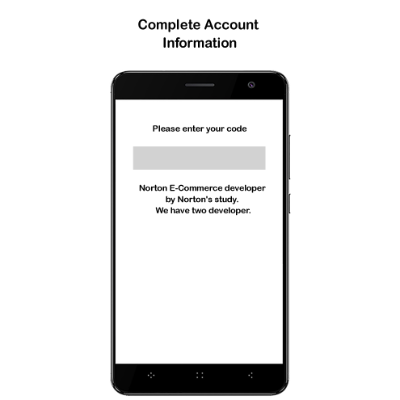 Complete Account
Information
Please enter your code
Norton E-Commerce developer
by Norton's study.
We have two developer.